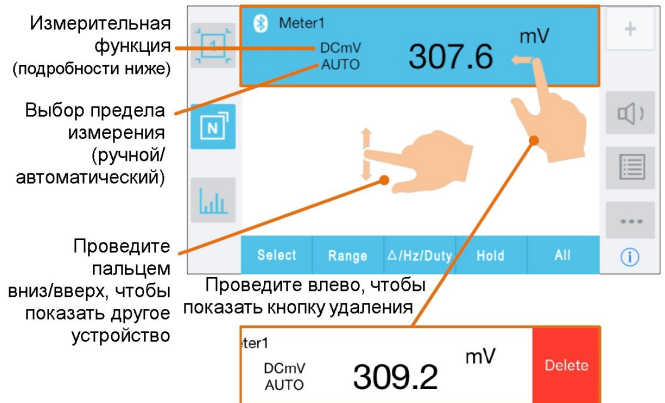 Измерительная
функция
(подробности ниже)
Выбор предела
измерения
(ручной/
автоматический)
Проведите
пальцем
вниз/вверх, чтобы
показать другое
устройство
1
N
Meter1
DCmV
AUTO
307.6
mV
+
Select
Range
Δ/Hz/Duty
Hold
All
i
Проведите влево, чтобы
показать кнопку удаления
ter1
DCmV
AUTO
309.2
mV
Delete